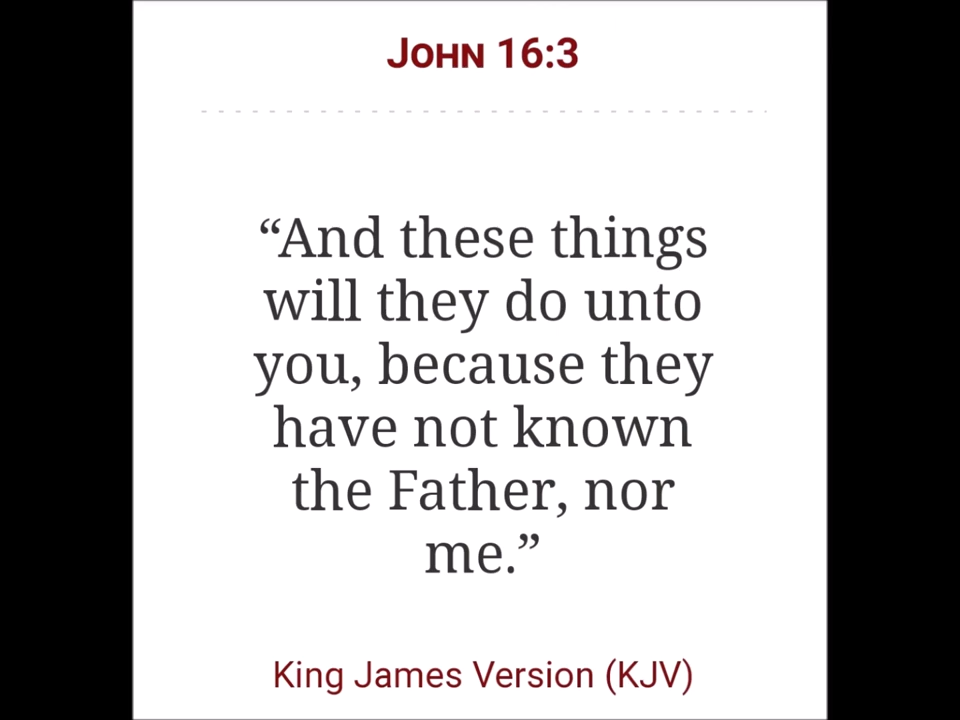 John 16:3
“And these things
will they do unto
you, because they
have not known
the Father, nor
me.”
King James Version (KJV)